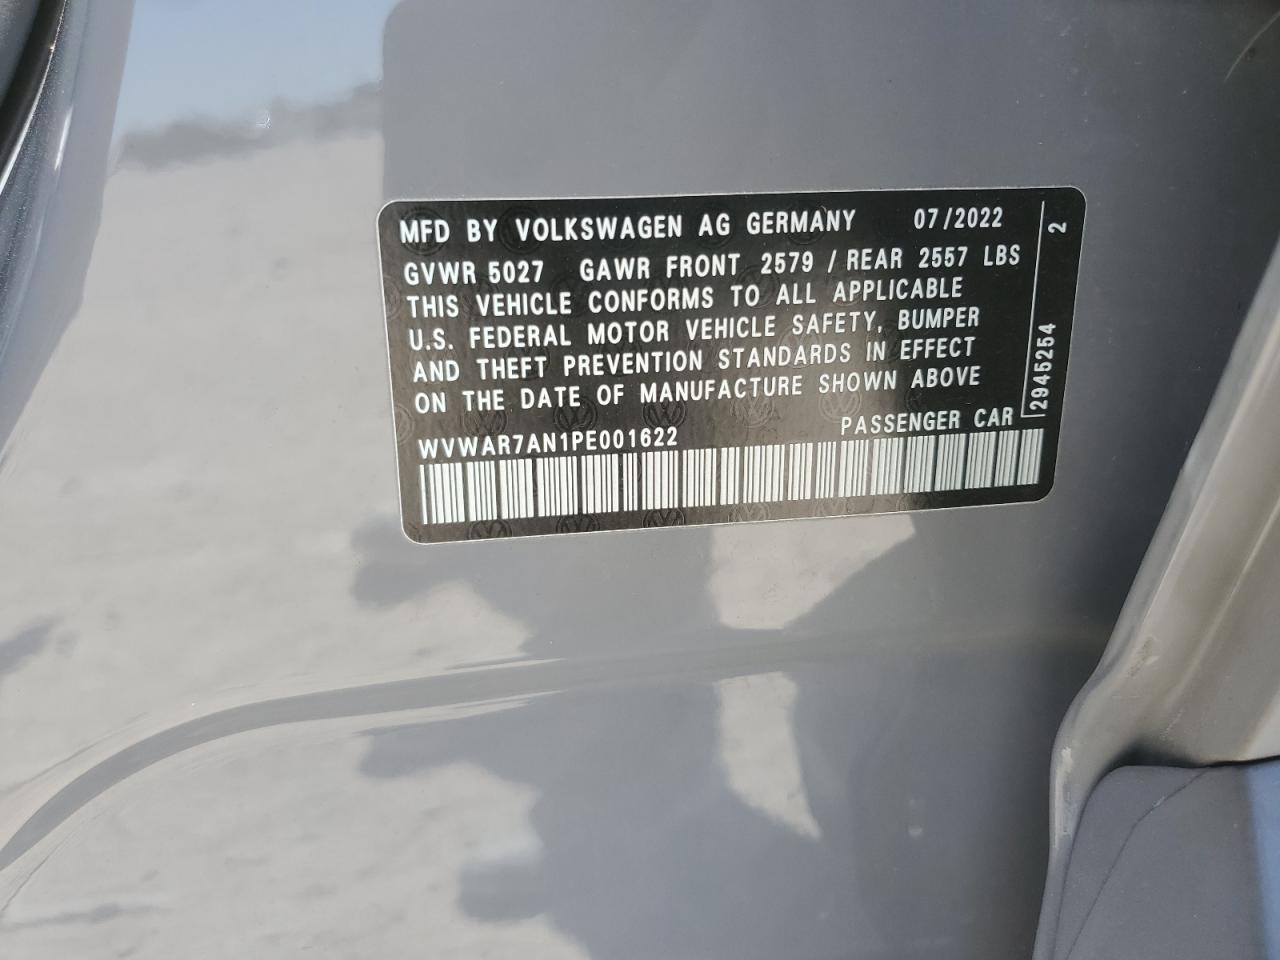 MFD BY VOLKSWAGEN AG GERMANY 07/2022
GVWR 5027 GAWR FRONT 2579 / REAR 2557 LBS
THIS VEHICLE CONFORMS TO ALL APPLICABLE
U.S. FEDERAL MOTOR VEHICLE SAFETY, BUMPER
AND THEFT PREVENTION STANDARDS IN EFFECT
ON THE DATE OF MANUFACTURE SHOWN ABOVE
WVWAR7AN1PE001622 PASSENGER CAR
2945254 2